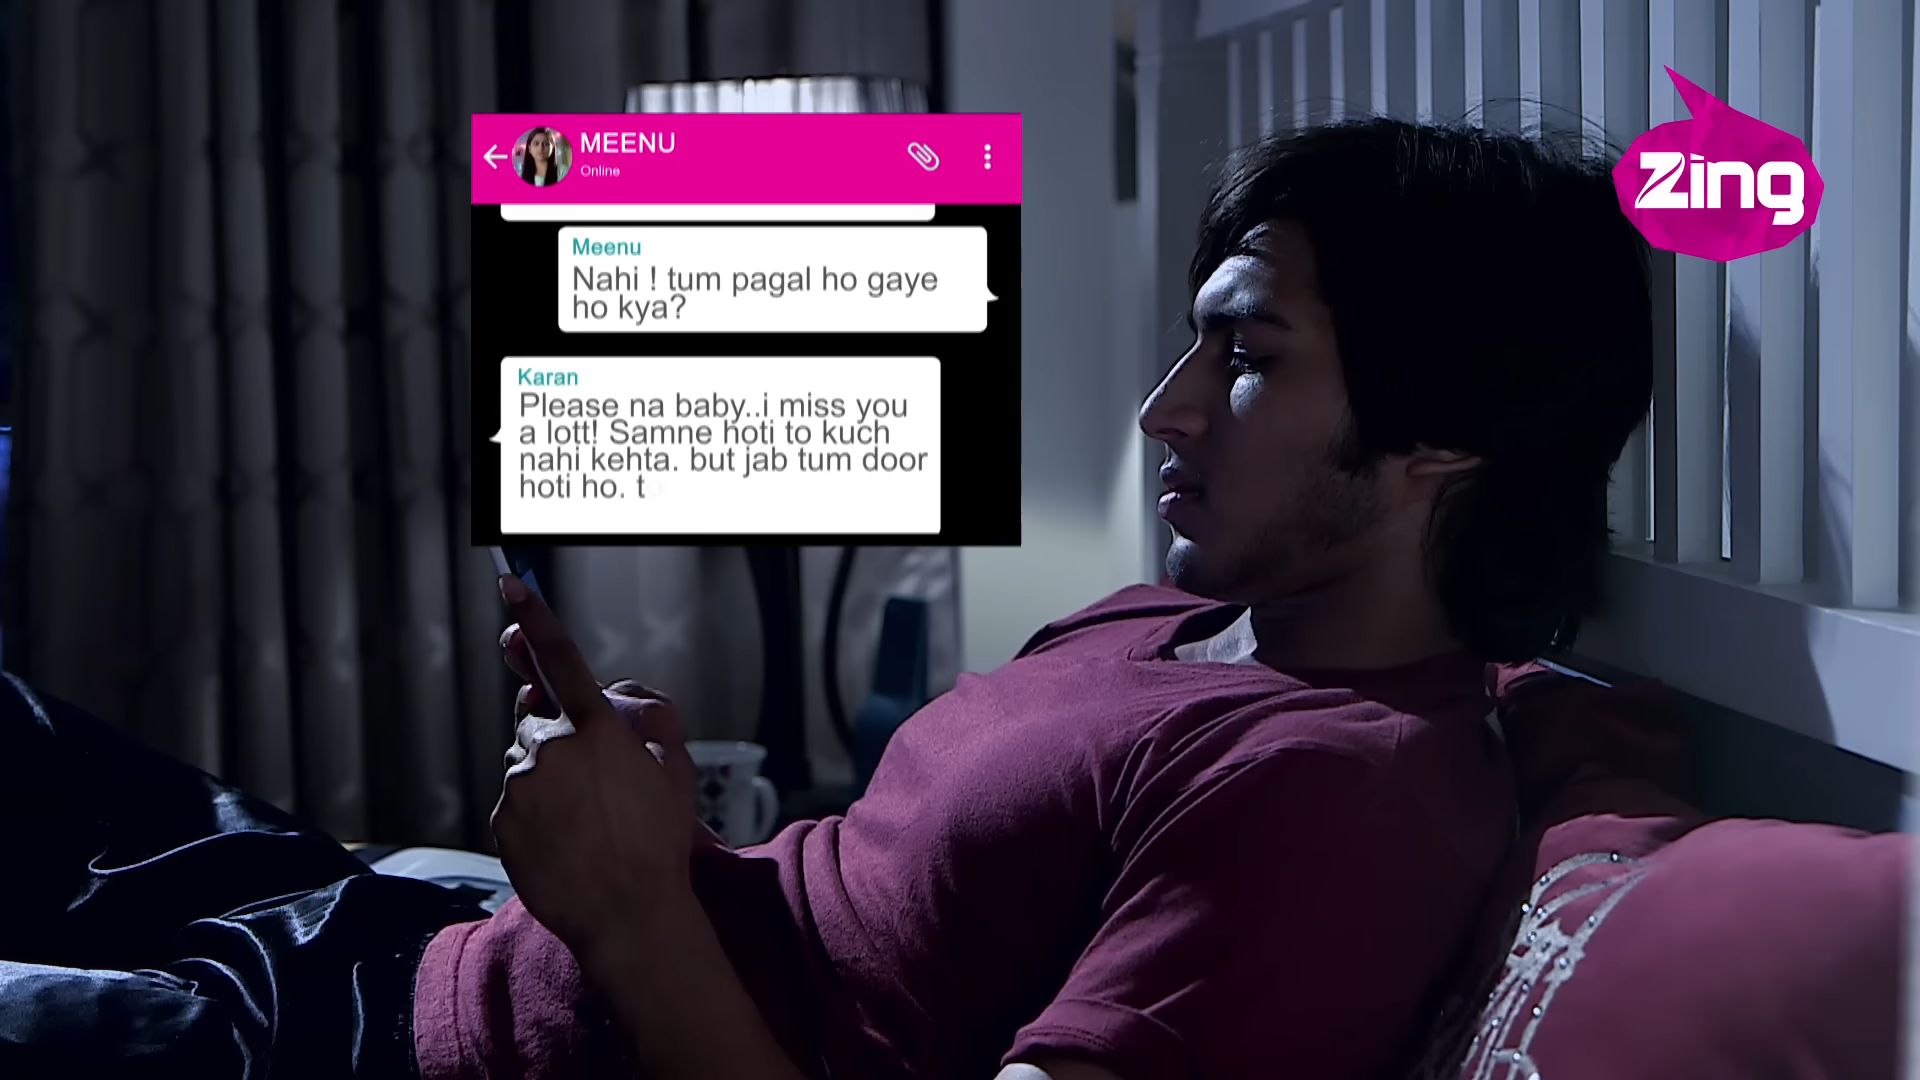 MEENU
Online
Zing
Meenu
Nahi ! tum pagal ho gaye
ho kya?
Karan
Please na baby..i miss you
a lott! Samne hoti to kuch
nahi kehta. but jab tum door
hoti ho. t